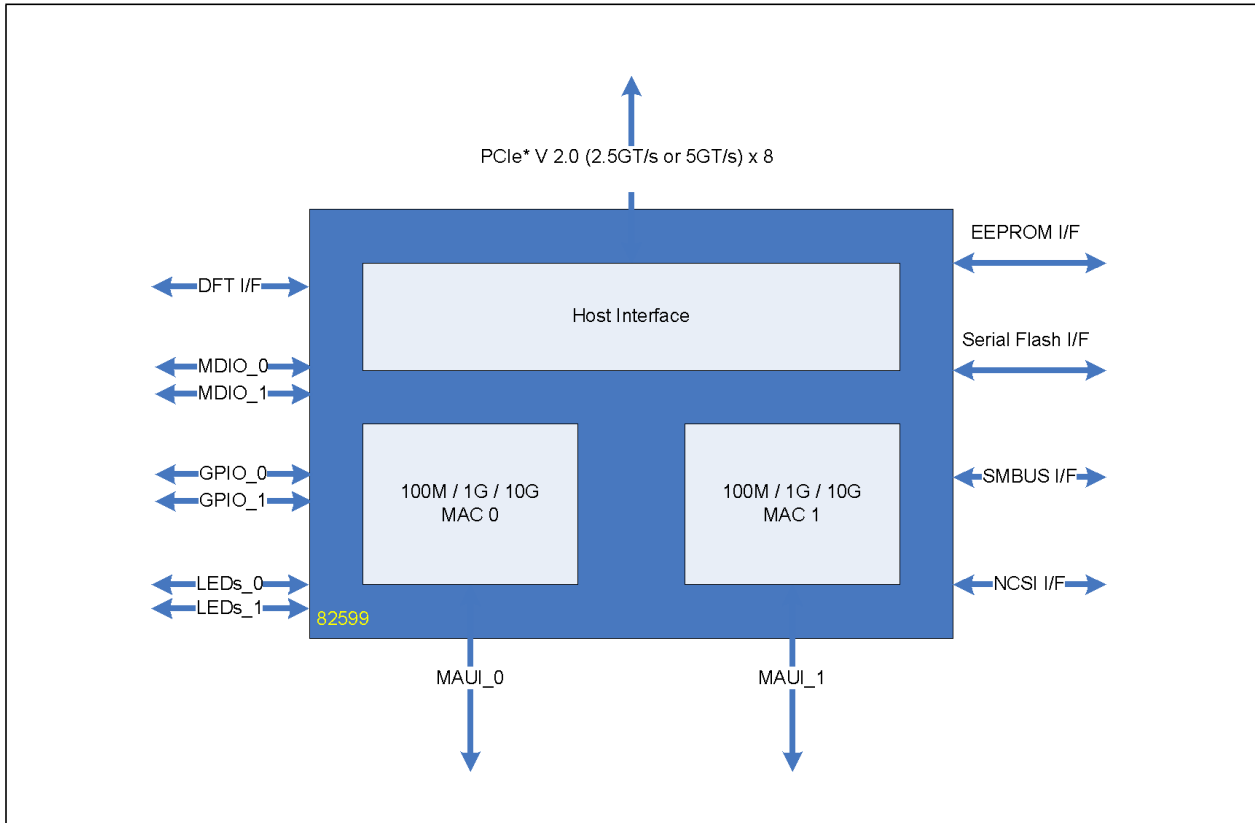 PCIe* V 2.0 (2.5GT/s or 5GT/s) x 8
EEPROM I/F
DFT I/F
Host Interface
Serial Flash I/F
MDIO_0
MDIO_1
GPIO_0
GPIO_1
100M / 1G / 10G
MAC 0
100M / 1G / 10G
MAC 1
SMBUS I/F
LEDs_0
LEDs_1
NCSI I/F
82599
MAUI_0
MAUI_1